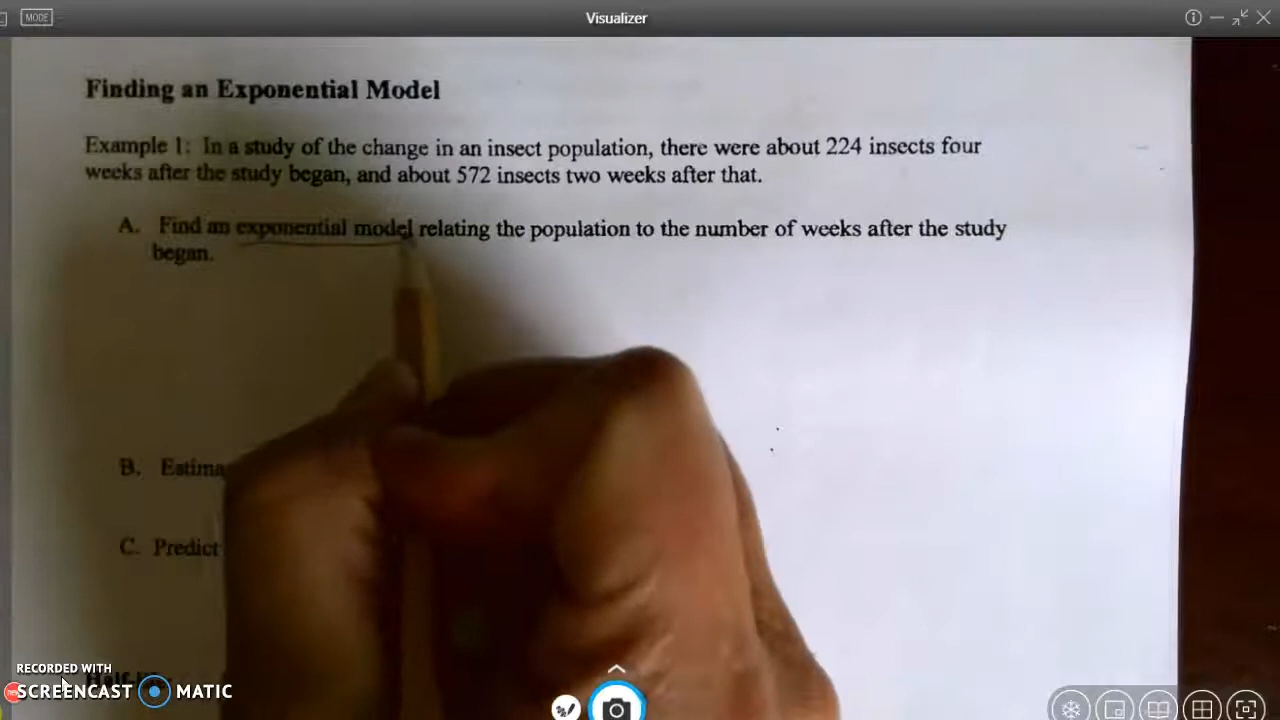 MODE
Visualizer
Finding an Exponential Model
Example 1: In a study of the change in an insect population, there were about 224 insects four
weeks after the study began, and about 572 insects two weeks after that.
A. Find an exponential model relating the population to the number of weeks after the study
began.
B. Estima
C. Predict
RECORDED WITH
SCREENCAST MATIC